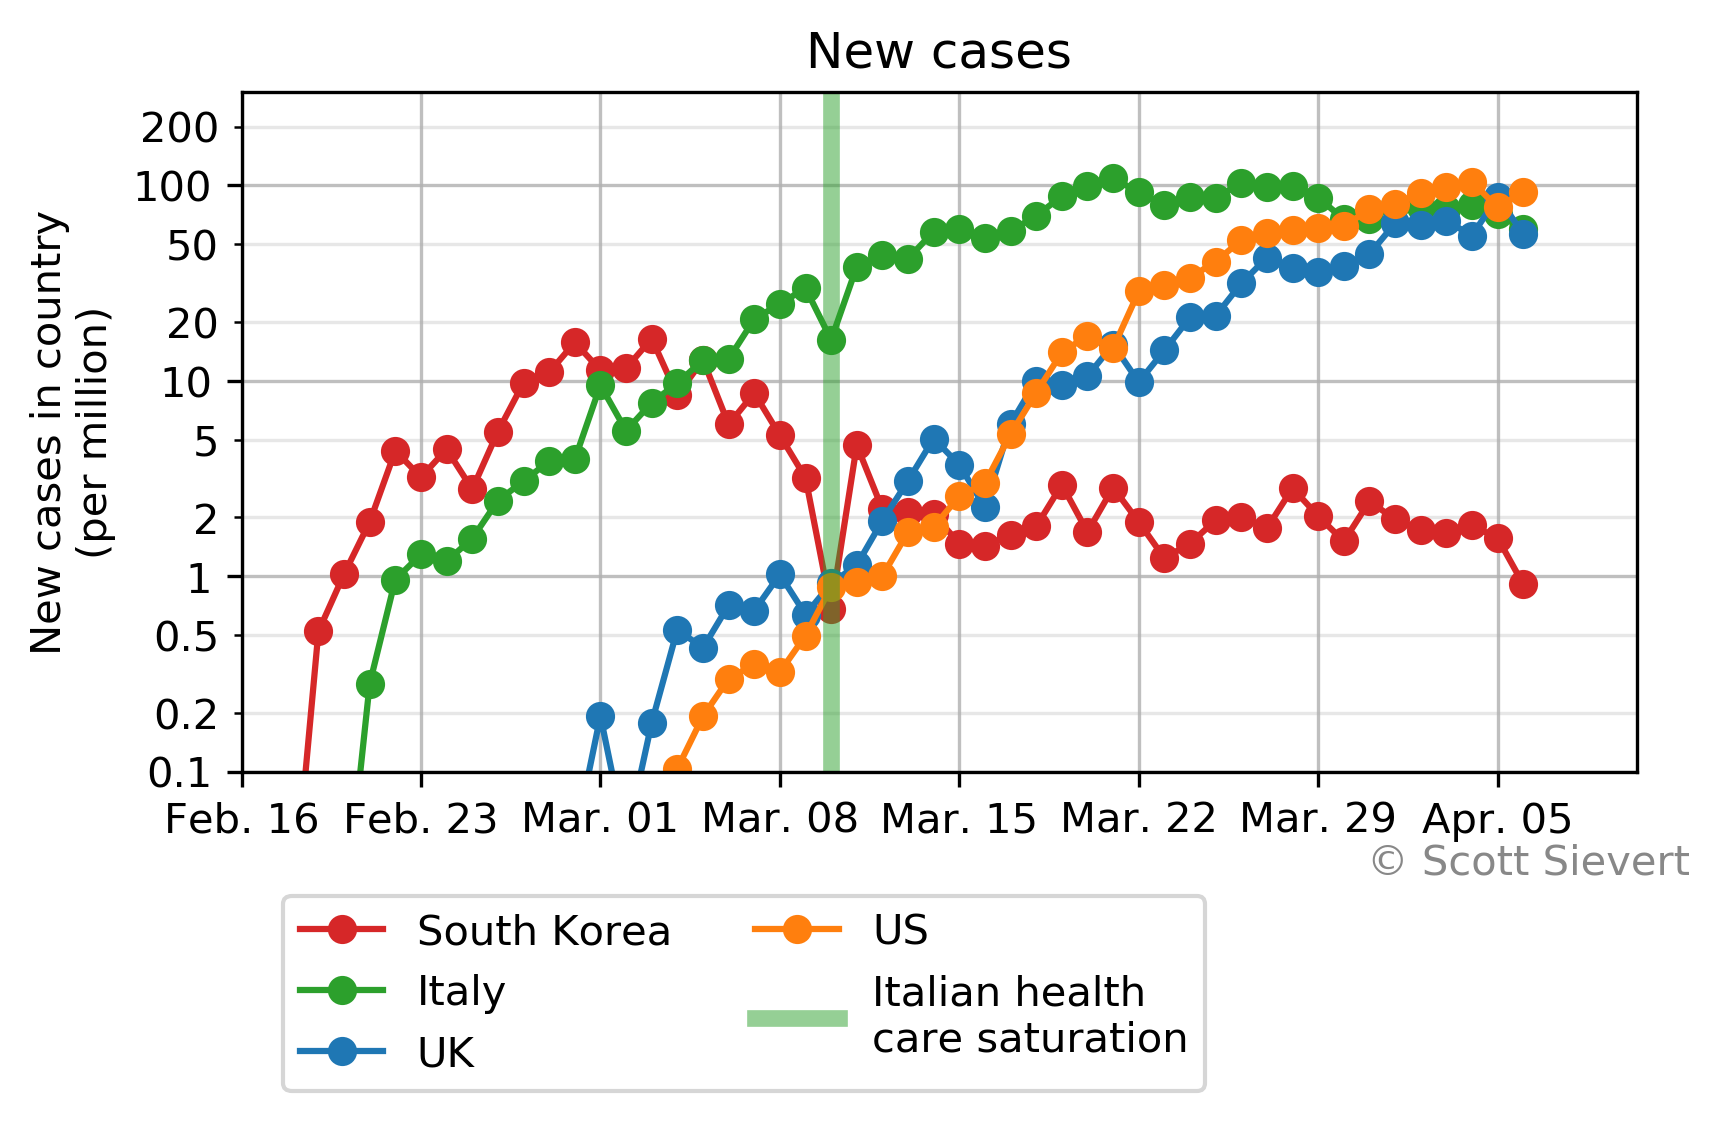 New cases
New cases in country
(per million)
200
100
50
20
10
5
2
1
0.5
0.2
0.1
Feb. 16 Feb. 23 Mar. 01 Mar. 08 Mar. 15 Mar. 22 Mar. 29 Apr. 05
© Scott Sievert
South Korea
Italy
UK
US
Italian health
care saturation